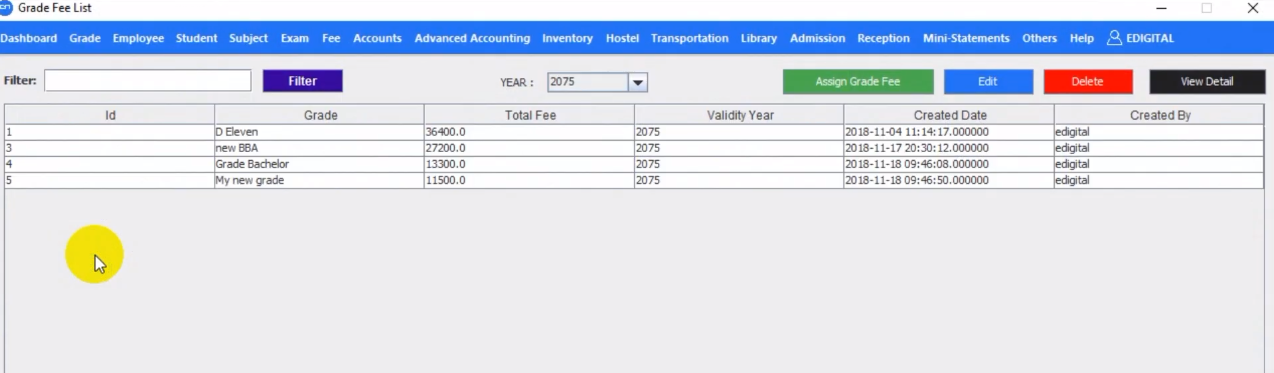 Grade Fee List
Dashboard Grade Employee Student Subject Exam Fee Accounts Advanced Accounting Inventory Hostel Transportation Library Admission Reception Mini-Statements Others Help EDIGITAL
Filter: Filter YEAR : 2075 Assign Grade Fee Edit Delete View Detail
Id Grade Total Fee Validity Year Created Date Created By
1 D Eleven 36400.0 2075 2018-11-04 11:14:17.000000 edigital
3 new BBA 27200.0 2075 2018-11-17 20:30:12.000000 edigital
4 Grade Bachelor 13300.0 2075 2018-11-18 09:46:08.000000 edigital
5 My new grade 11500.0 2075 2018-11-18 09:46:50.000000 edigital